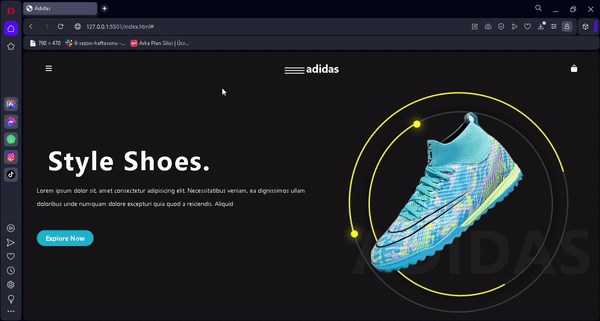 Adidas
127.0.0.1:5501/index.html#
760 × 470
6-sezon-haftasonu -...
Arka Plan Silici | Ücr...
adidas
Style Shoes.
Lorem ipsum dolor sit, amet consectetur adipisicing elit. Necessitatibus veniam, ea dignissimos ullam
doloribus unde numquam dolore excepturi quia quod a reiciendis. Aliquid
Explore Now
ADIDAS